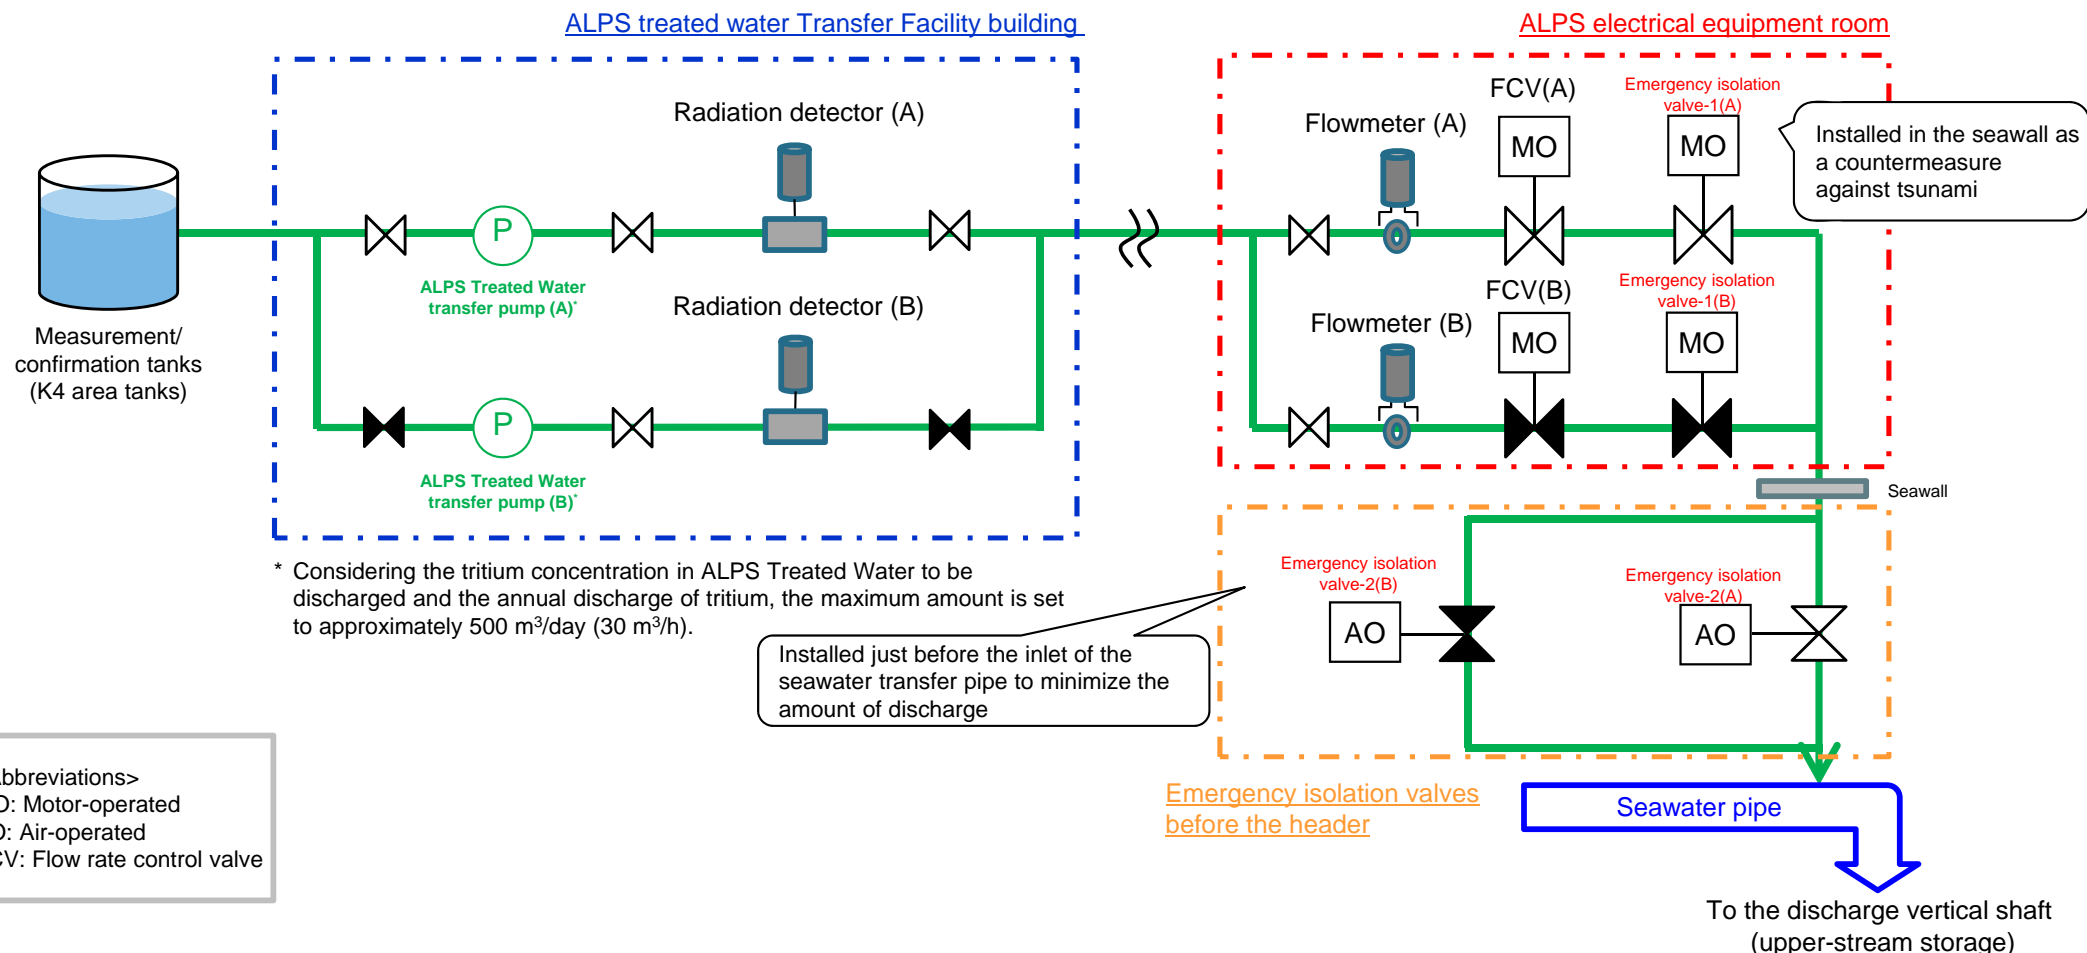 ALPS treated water Transfer Facility building
ALPS electrical equipment room
Radiation detector (A)
FCV(A)
Emergency isolation
valve-1(A)
Flowmeter (A)
MO
MO
Installed in the seawall as
a countermeasure
against tsunami
P
ALPS Treated Water
transfer pump (A)*
Measurement/
confirmation tanks
(K4 area tanks)
Radiation detector (B)
FCV(B)
Emergency isolation
valve-1(B)
Flowmeter (B)
MO
MO
P
ALPS Treated Water
transfer pump (B)*
Seawall
* Considering the tritium concentration in ALPS Treated Water to be
discharged and the annual discharge of tritium, the maximum amount is set
to approximately 500 m³/day (30 m³/h).
Emergency isolation
valve-2(B)
AO
Emergency isolation
valve-2(A)
AO
Installed just before the inlet of the
seawater transfer pipe to minimize the
amount of discharge
bbreviations>
O: Motor-operated
O: Air-operated
CV: Flow rate control valve
Emergency isolation valves
before the header
Seawater pipe
To the discharge vertical shaft
(upper-stream storage)